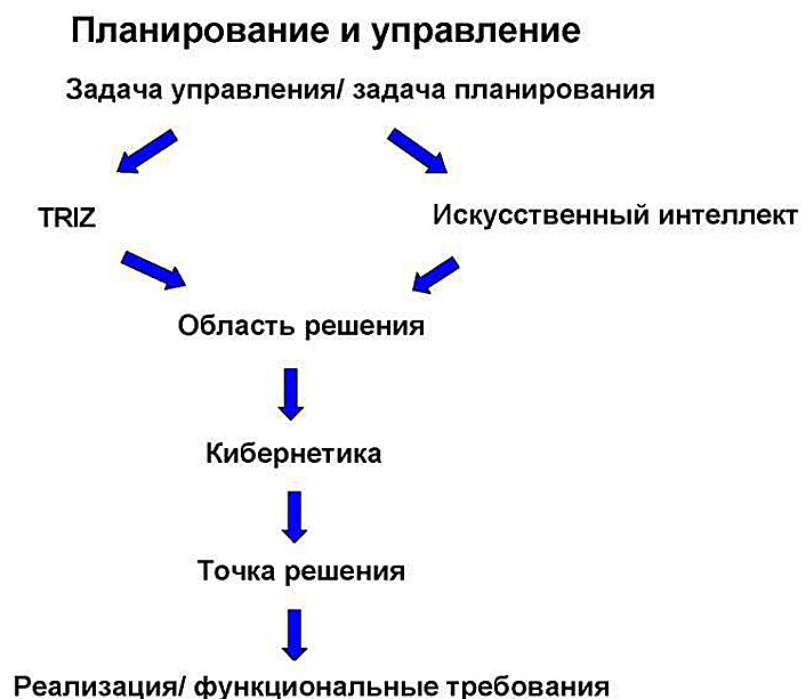 Планирование и управление
Задача управления/ задача планирования
TRIZ
Искусственный интеллект
Область решения
Кибернетика
Точка решения
Реализация/ функциональные требования